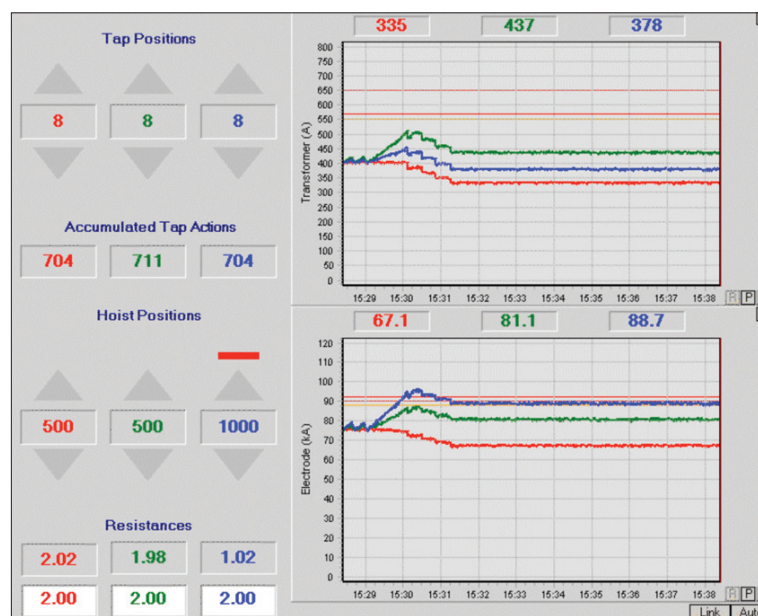 Tap Positions
8 8 8
Accumulated Tap Actions
704 711 704
Hoist Positions
500 500 1000
Resistances
2.02 1.98 1.02
2.00 2.00 2.00
335 437 378
Transformer (A)
800
750
700
650
600
550
500
450
400
350
300
250
200
150
100
50
0
15:29 15:30 15:31 15:32 15:33 15:34 15:35 15:36 15:37 15:38
R P
67.1 81.1 88.7
Electrode (kA)
120
110
100
90
80
70
60
50
40
30
20
10
0
15:29 15:30 15:31 15:32 15:33 15:34 15:35 15:36 15:37 15:38
R P
Link